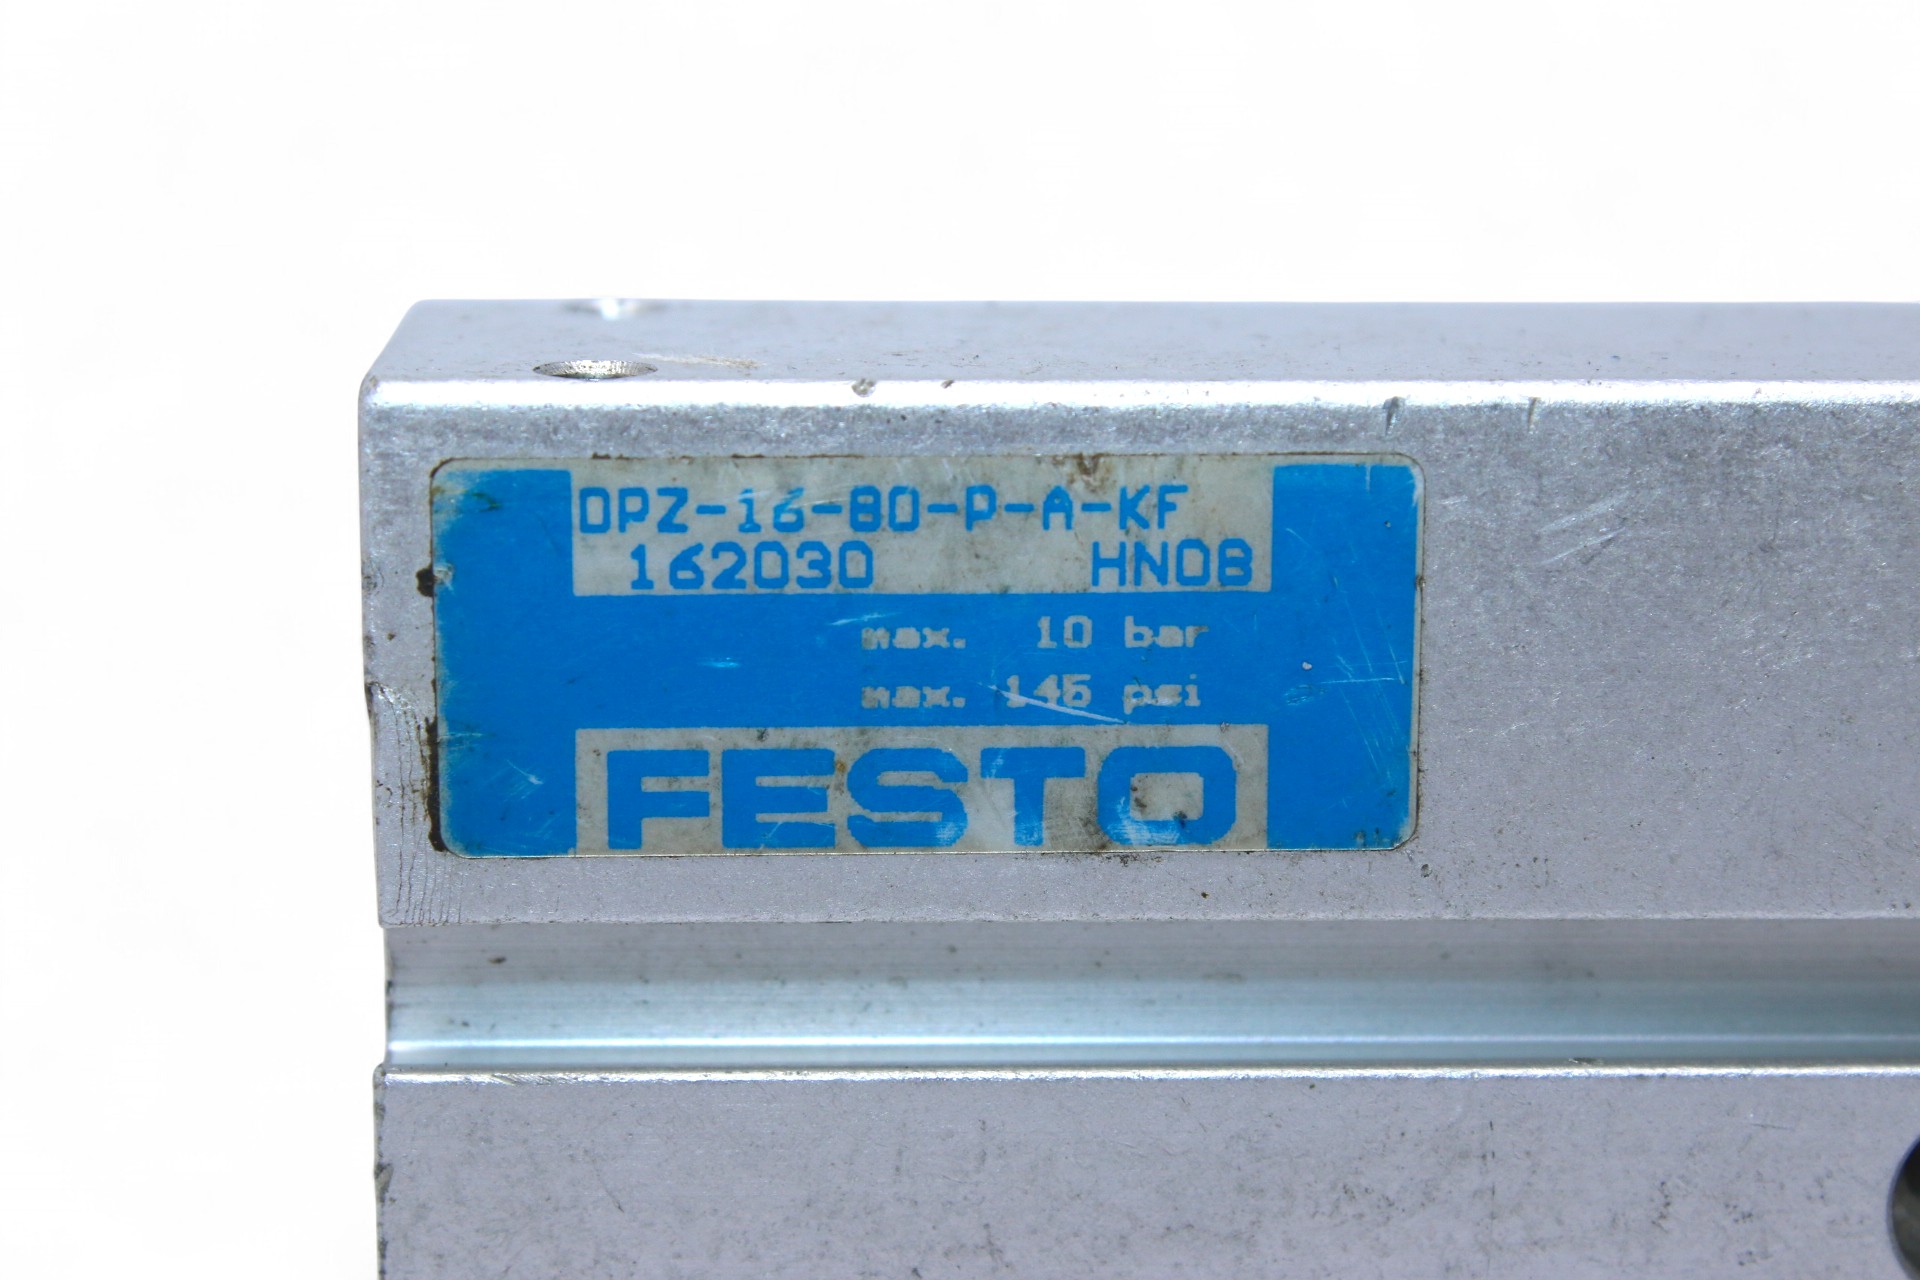 DPZ-16-80-P-A-KF
162030 HN08
max. 10 bar
max. 145 psi
FESTO